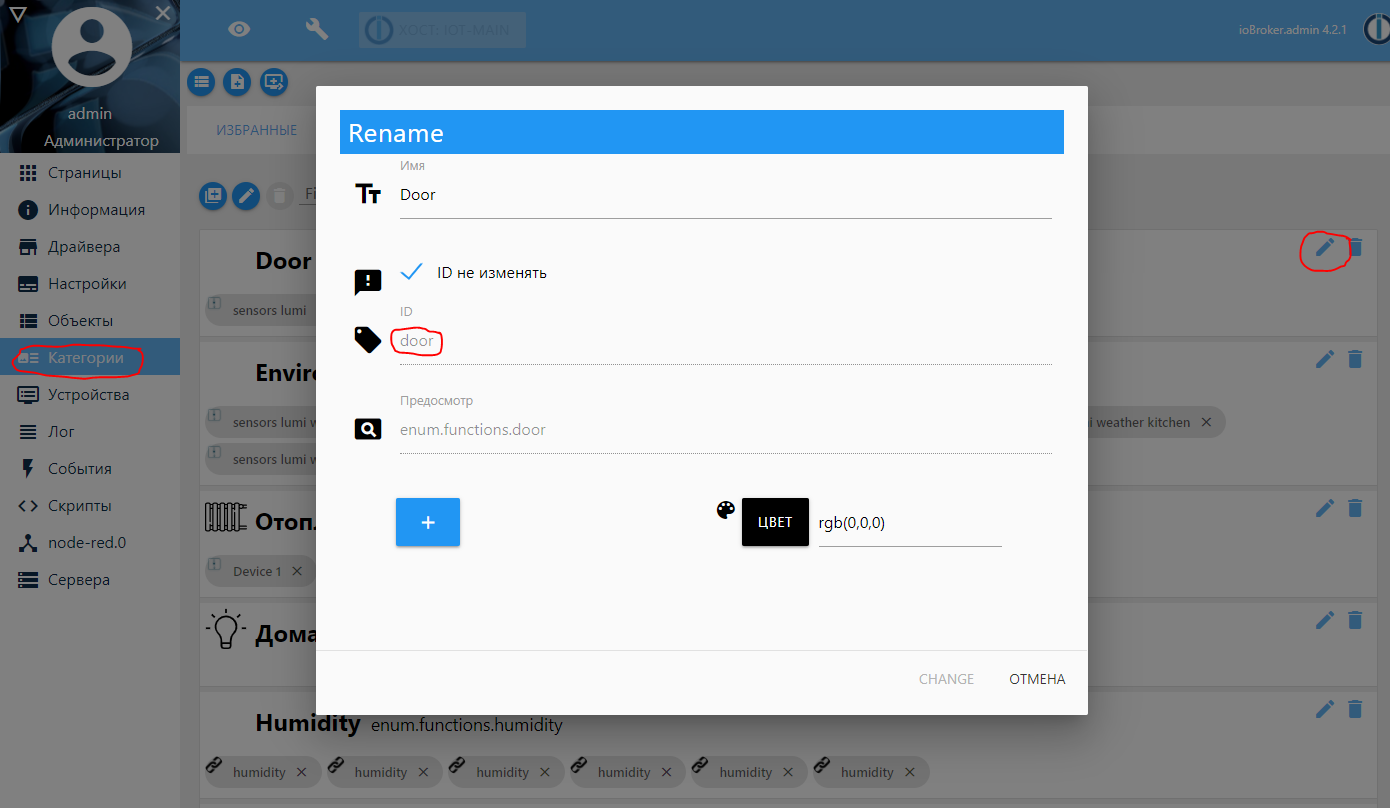 ХОСТ: IOT-MAIN
ioBroker.admin 4.2.1
admin
Администратор
Страницы
Информация
Драйвера
Настройки
Объекты
Категории
Устройства
Лог
События
Скрипты
node-red.0
Сервера
ИЗБРАННЫЕ
Fi
Door
sensors lumi
Enviro
sensors lumi w
i weather kitchen
sensors lumi w
Отоп.
Device 1
Дома
Humidity enum.functions.humidity
humidity humidity humidity humidity humidity humidity
Rename
Имя
Door
ID не изменять
ID
door
Предосмотр
enum.functions.door
+
ЦВЕТ rgb(0,0,0)
CHANGE ОТМЕНА